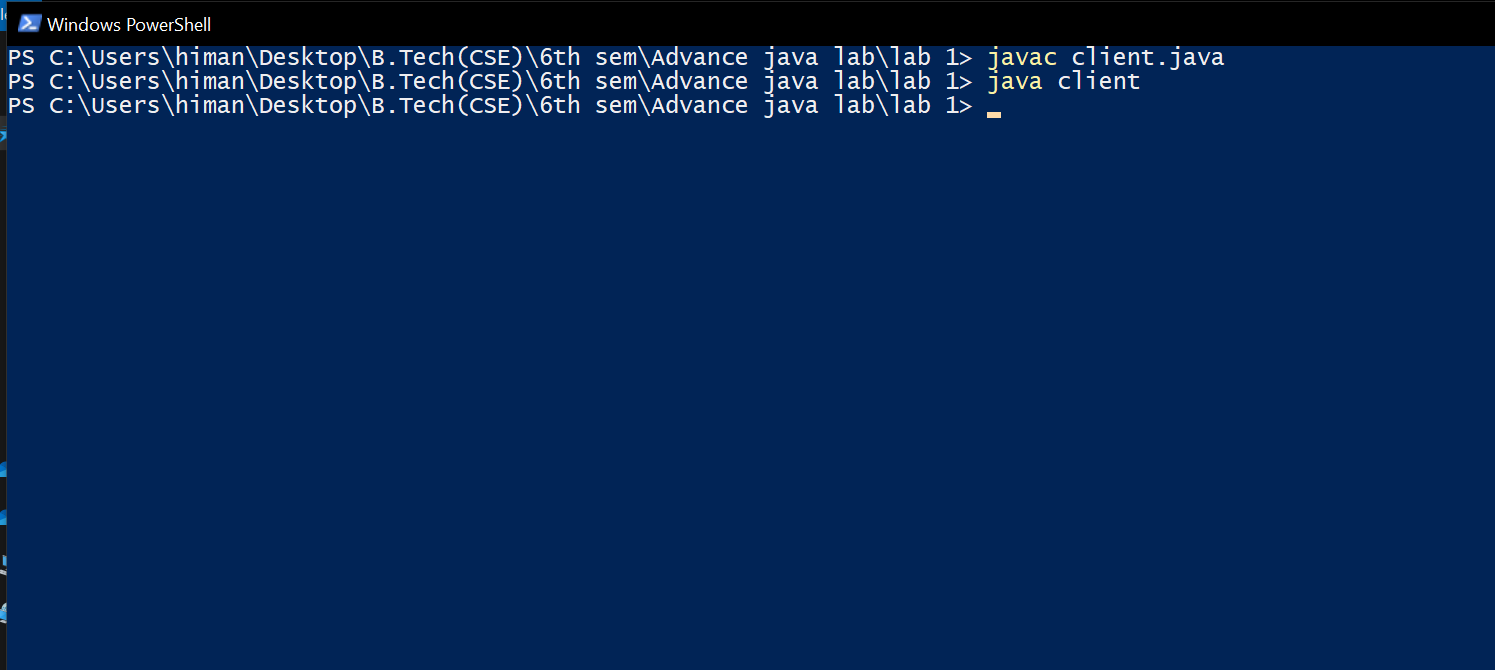 Windows PowerShell
PS C:\Users\himan\Desktop\B.Tech(CSE)\6th sem\Advance java lab\lab 1> javac client.java
PS C:\Users\himan\Desktop\B.Tech(CSE)\6th sem\Advance java lab\lab 1> java client
PS C:\Users\himan\Desktop\B.Tech(CSE)\6th sem\Advance java lab\lab 1>